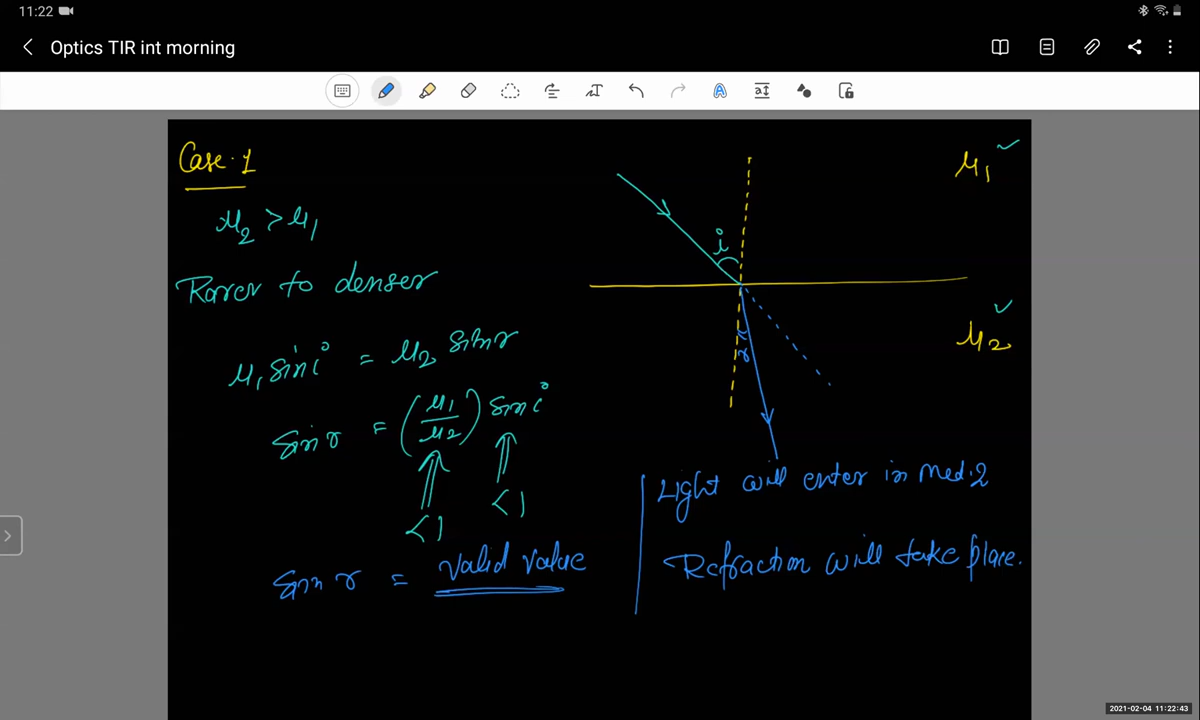 11:22
Optics TIR int morning
Case·1
μ₂ > μ₁
Rarer to denser
μ₁ sin i = μ₂ sin r
sin r = (μ₁/μ₂) sin i
<1 <1
sin r = valid value
i
μ₁
μ₂
r
Light will enter in Med·2
Refraction will take place.
2021-02-04 11:22:43